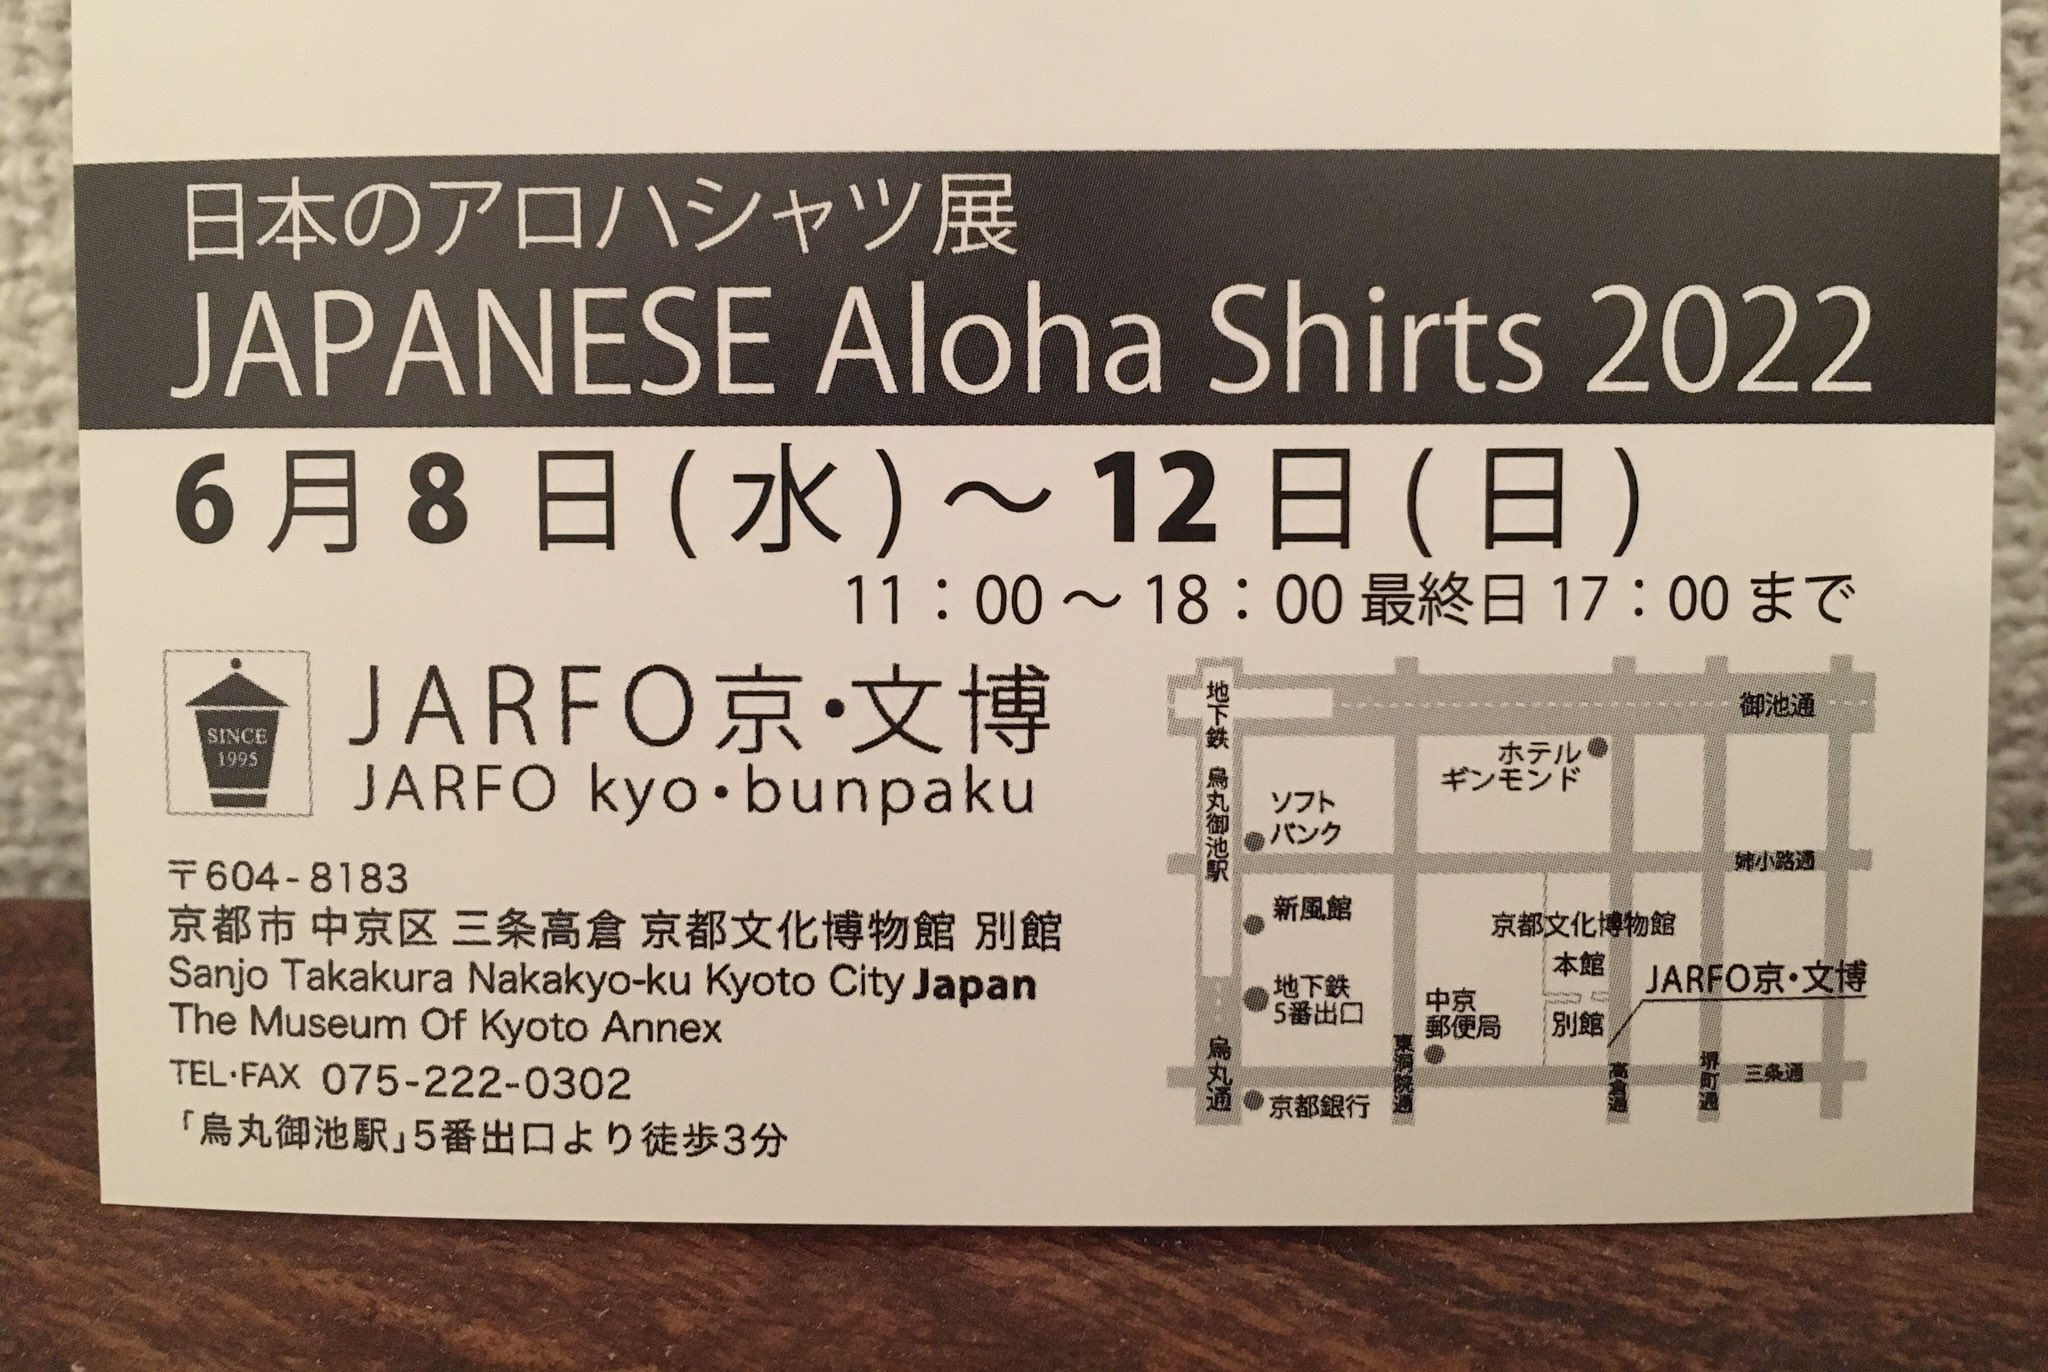 日本のアロハシャツ展
JAPANESE Aloha Shirts 2022
6月8日(水)～12日(日)
11：00～18：00 最終日 17：00 まで
SINCE
1995
JARFO京・文博
JARFO kyo・bunpaku
〒604-8183
京都市 中京区 三条高倉 京都文化博物館 別館
Sanjo Takakura Nakakyo-ku Kyoto City Japan
The Museum Of Kyoto Annex
TEL・FAX 075-222-0302
「烏丸御池駅」5番出口より徒歩3分
地下鉄 烏丸御池駅
御池通
ホテル
ギンモンド
ソフト
バンク
姉小路通
新風館
京都文化博物館
本館
別館
JARFO京・文博
地下鉄
5番出口
中京
郵便局
烏丸通
東洞院通
高倉通
堺町通
三条通
京都銀行